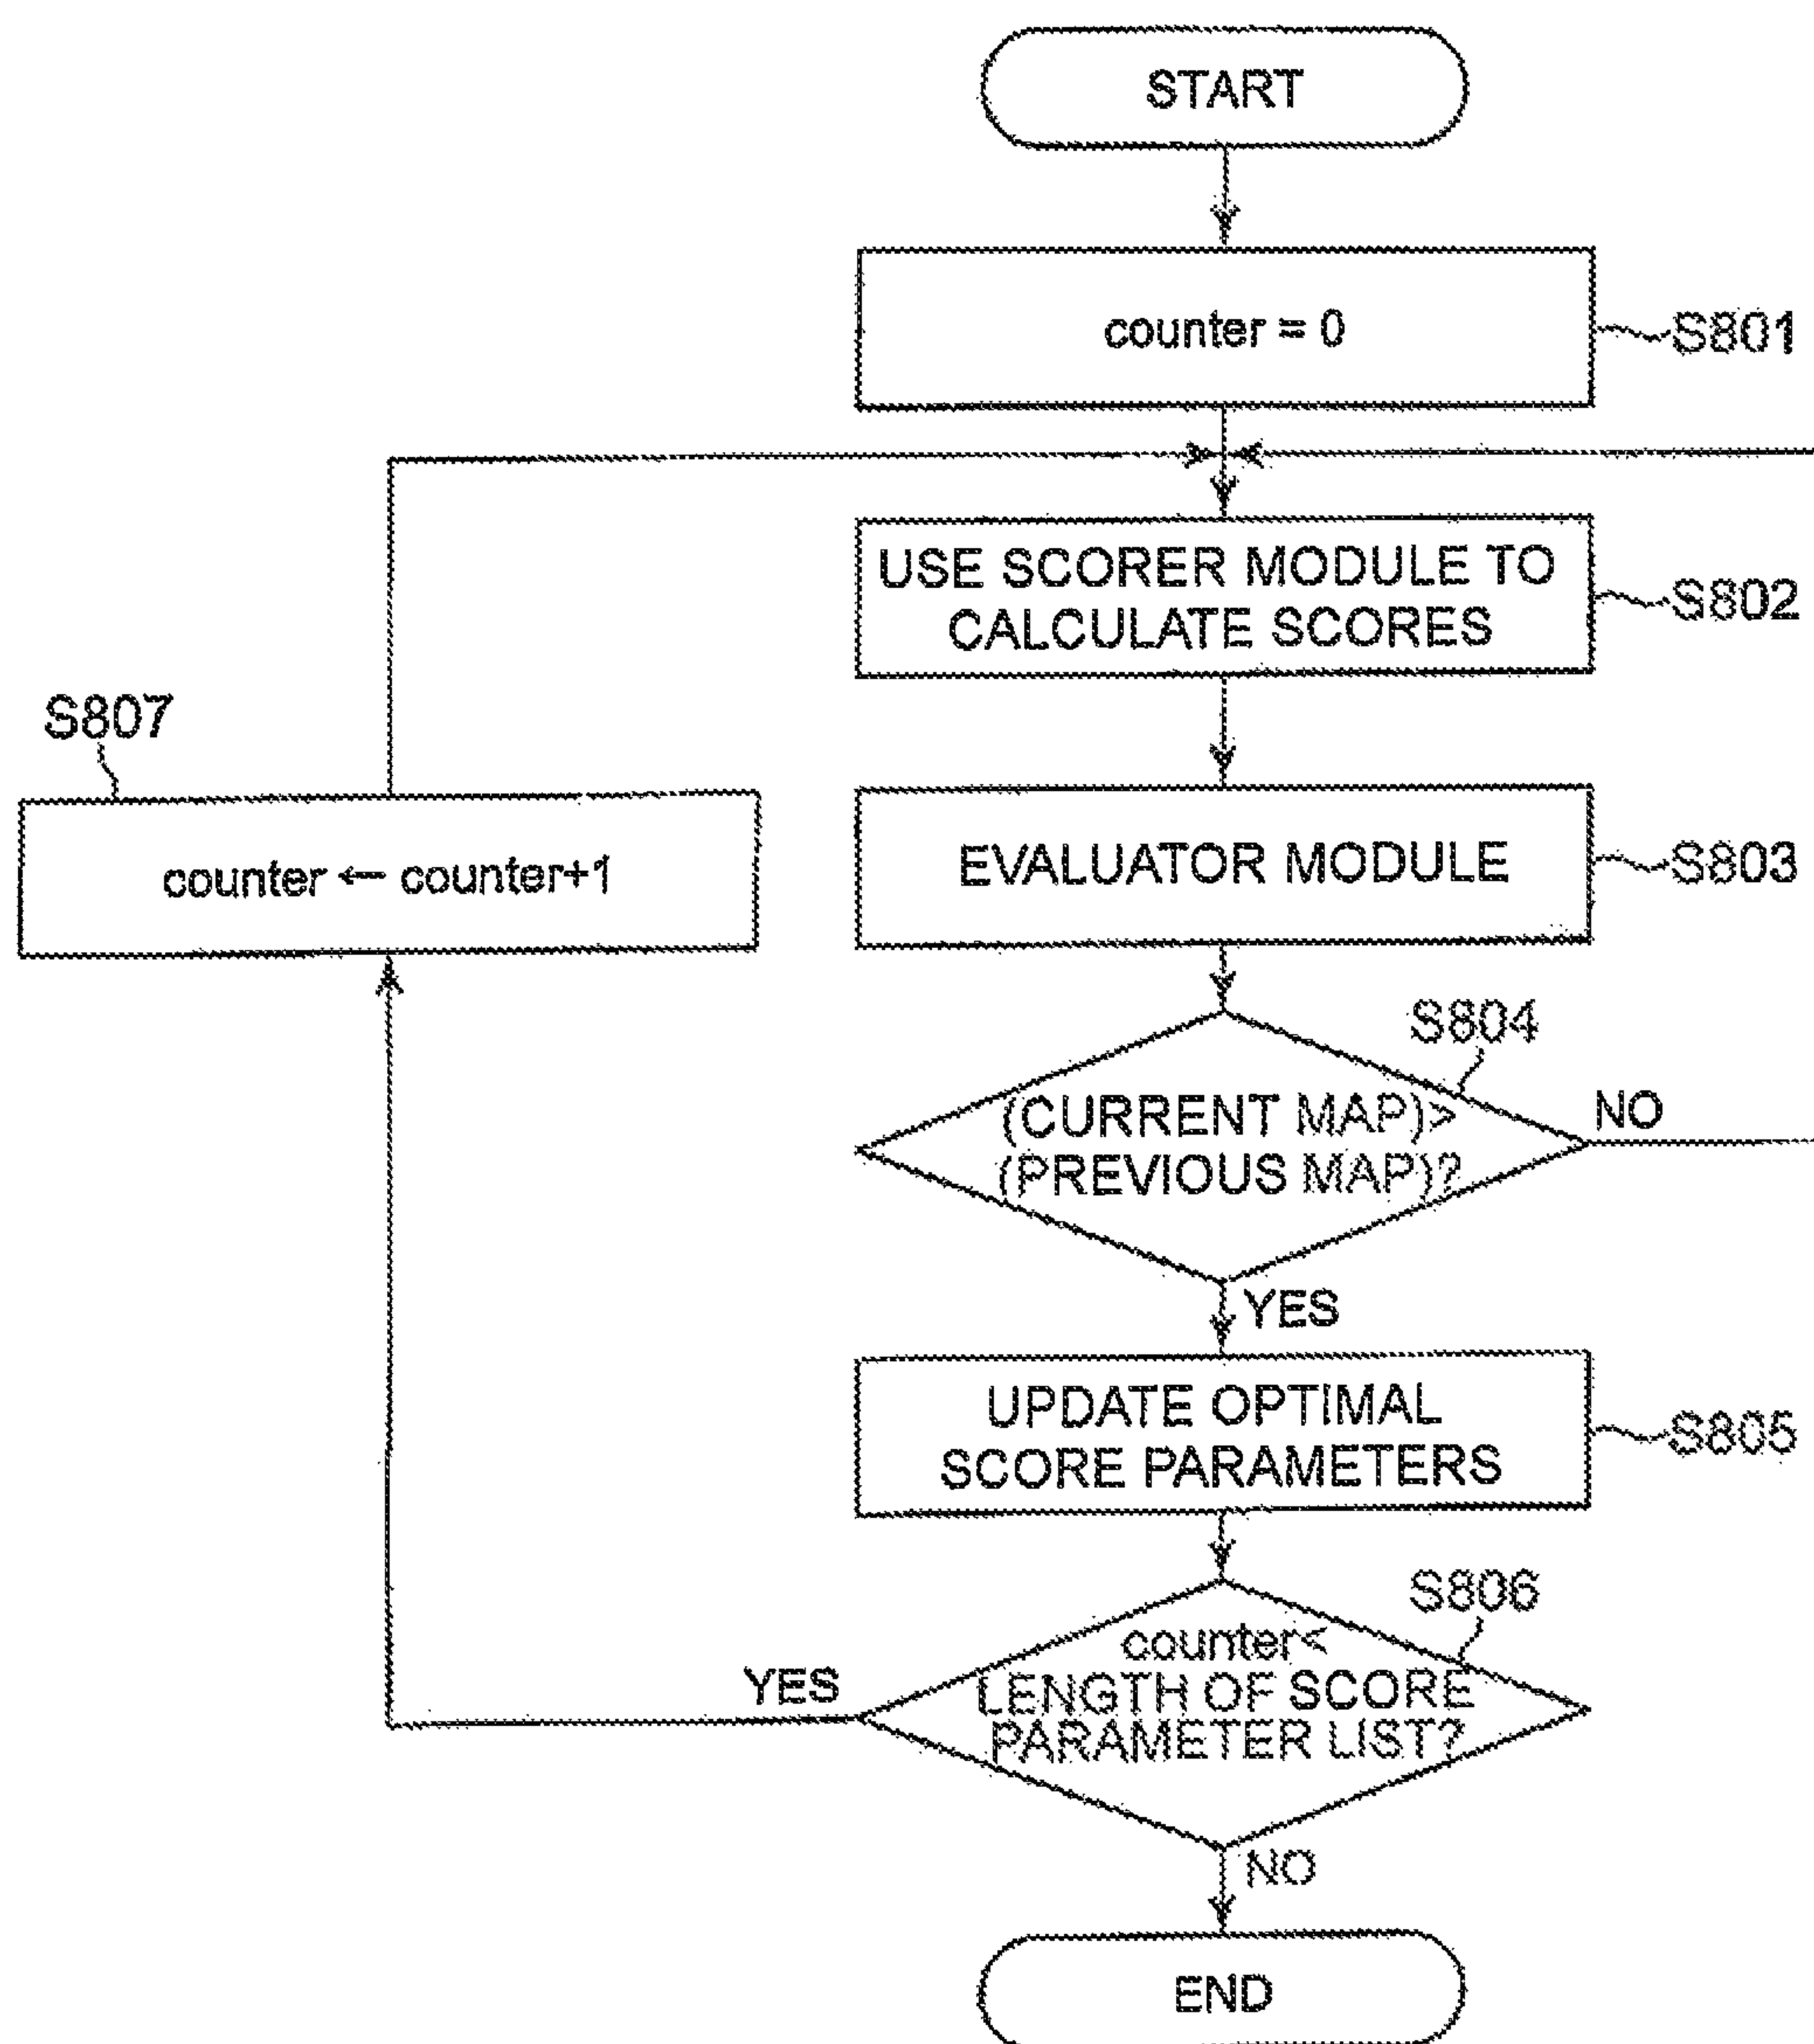 START
counter = 0
S801
USE SCORER MODULE TO
CALCULATE SCORES
S802
S807
counter ← counter+1
EVALUATOR MODULE
S803
S804
(CURRENT MAP)>
(PREVIOUS MAP)?
NO
YES
UPDATE OPTIMAL
SCORE PARAMETERS
S805
S806
counter<
LENGTH OF SCORE
PARAMETER LIST?
YES
NO
END